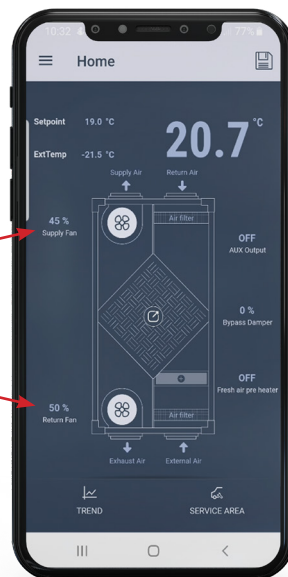 10:32
77%
Home
Setpoint 19.0 °C
20.7 °C
ExtTemp -21.5 °C
Supply Air Return Air
45 %
Supply Fan
Air filter
OFF
AUX Output
0 %
Bypass Damper
OFF
Fresh air pre heater
50 %
Return Fan
Air filter
Exhaust Air External Air
TREND
SERVICE AREA